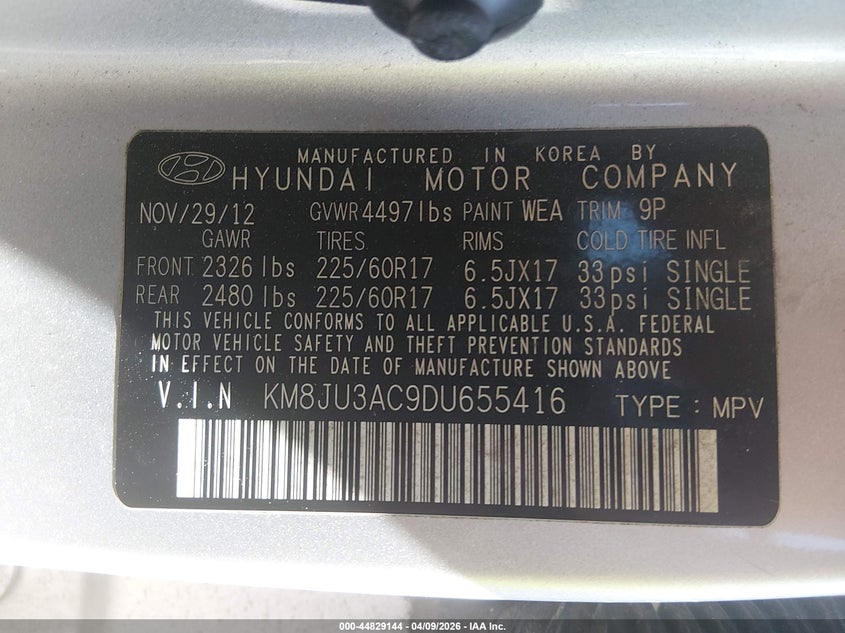 MANUFACTURED IN KOREA BY
HYUNDAI MOTOR COMPANY
NOV/29/12 GVWR 4497lbs PAINT WEA TRIM 9P
GAWR TIRES RIMS COLD TIRE INFL
FRONT 2326 lbs 225/60R17 6.5JX17 33psi SINGLE
REAR 2480 lbs 225/60R17 6.5JX17 33psi SINGLE
THIS VEHICLE CONFORMS TO ALL APPLICABLE U.S.A. FEDERAL
MOTOR VEHICLE SAFETY AND THEFT PREVENTION STANDARDS
IN EFFECT ON THE DATE OF MANUFACTURE SHOWN ABOVE
V.I.N KM8JU3AC9DU655416 TYPE : MPV
000-44829144 - 04/09/2026 - IAA Inc.